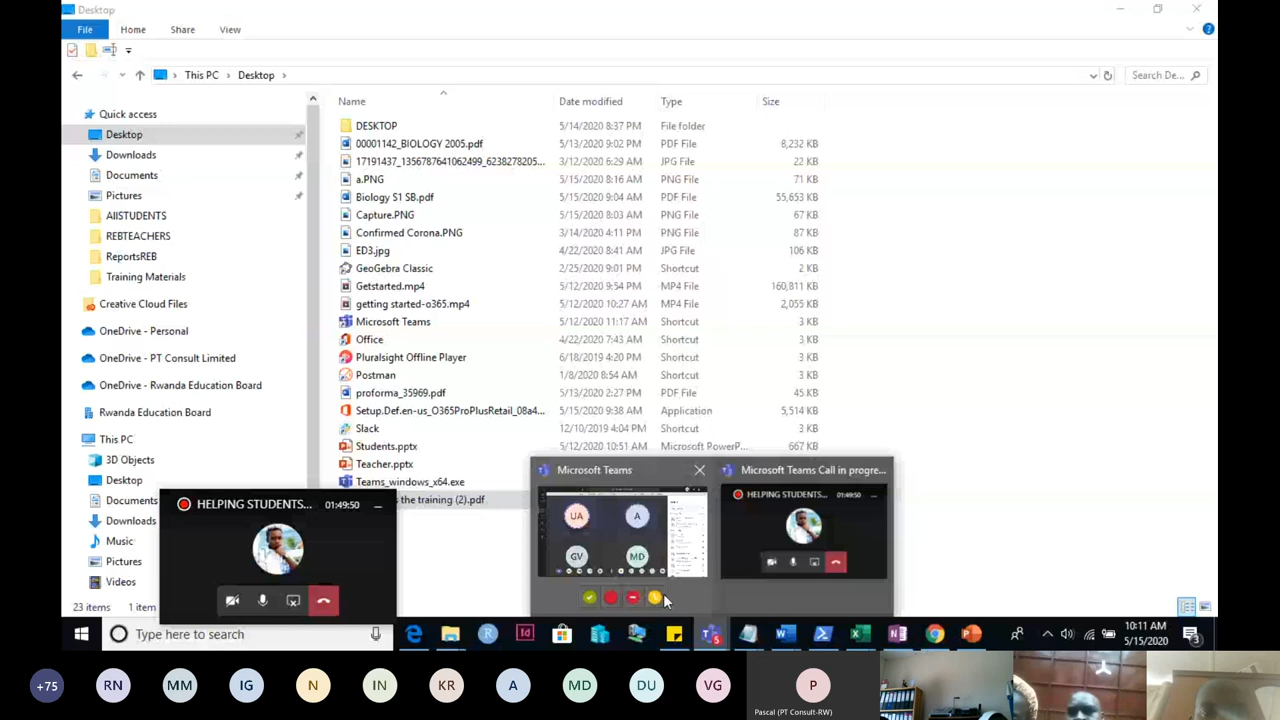 Desktop
File Home Share View
This PC Desktop Search De...
Name Date modified Type Size
Quick access
Desktop
Downloads
Documents
Pictures
AllSTUDENTS
REBTEACHERS
ReportsREB
Training Materials
Creative Cloud Files
OneDrive - Personal
OneDrive - PT Consult Limited
OneDrive - Rwanda Education Board
Rwanda Education Board
This PC
3D Objects
Desktop
Documents
Downloads
Music
Pictures
Videos
DESKTOP 5/14/2020 8:37 PM File folder
00001142_BIOLOGY 2005.pdf 5/13/2020 9:02 PM PDF File 8,232 KB
17191437_1356787641062499_6238278205... 3/12/2020 6:29 AM JPG File 22 KB
a.PNG 5/15/2020 8:16 AM PNG File 71 KB
Biology S1 SB.pdf 5/15/2020 9:04 AM PDF File 55,653 KB
Capture.PNG 5/15/2020 8:03 AM PNG File 67 KB
Confirmed Corona.PNG 3/14/2020 4:11 PM PNG File 87 KB
ED3.jpg 4/22/2020 8:41 AM JPG File 106 KB
GeoGebra Classic 2/25/2020 9:01 PM Shortcut 2 KB
Getstarted.mp4 5/12/2020 9:54 PM MP4 File 160,811 KB
getting started-o365.mp4 5/12/2020 10:27 AM MP4 File 2,055 KB
Microsoft Teams 5/12/2020 11:17 AM Shortcut 3 KB
Office 4/22/2020 7:43 AM Shortcut 3 KB
Pluralsight Offline Player 6/18/2019 4:20 PM Shortcut 3 KB
Postman 1/8/2020 8:54 AM Shortcut 3 KB
proforma_35969.pdf 5/13/2020 2:27 PM PDF File 45 KB
Setup.Def.en-us_O365ProPlusRetail_08a4... 5/15/2020 9:38 AM Application 5,514 KB
Slack 12/10/2019 4:04 PM Shortcut 3 KB
Students.pptx 5/12/2020 10:51 AM Microsoft PowerP... 667 KB
Teacher.pptx
Teams_windows_x64.exe
the training (2).pdf
Microsoft Teams
UA A
GV MD
Microsoft Teams Call in progre...
HELPING STUDENTS... 01:49:50
HELPING STUDENTS... 01:49:50
23 items 1 item
Type here to search
5
10:11 AM
5/15/2020
3
+75 RN MM IG N IN KR A MD DU VG P
Pascal (PT Consult-RW)